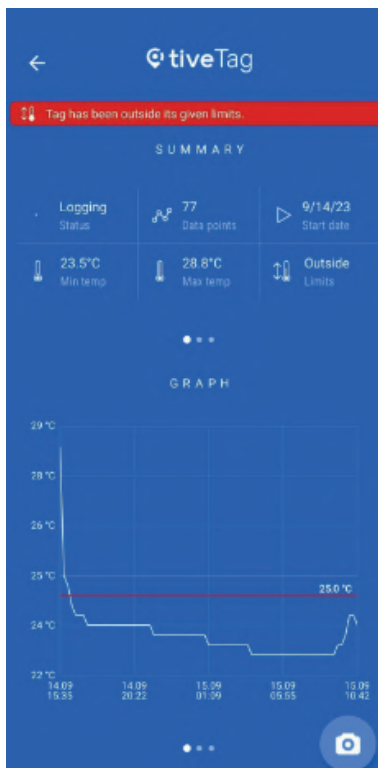 tiveTag
Tag has been outside its given limits.
SUMMARY
Logging
Status
77
Data points
9/14/23
Start date
23.5°C
Min temp
28.8°C
Max temp
Outside
Limits
GRAPH
29 °C
28 °C
26 °C
25 °C
25.0 °C
24 °C
22 °C
14.09 14.09 15.09 15.09 15.09
15:35 20:22 01:09 05:55 10:42